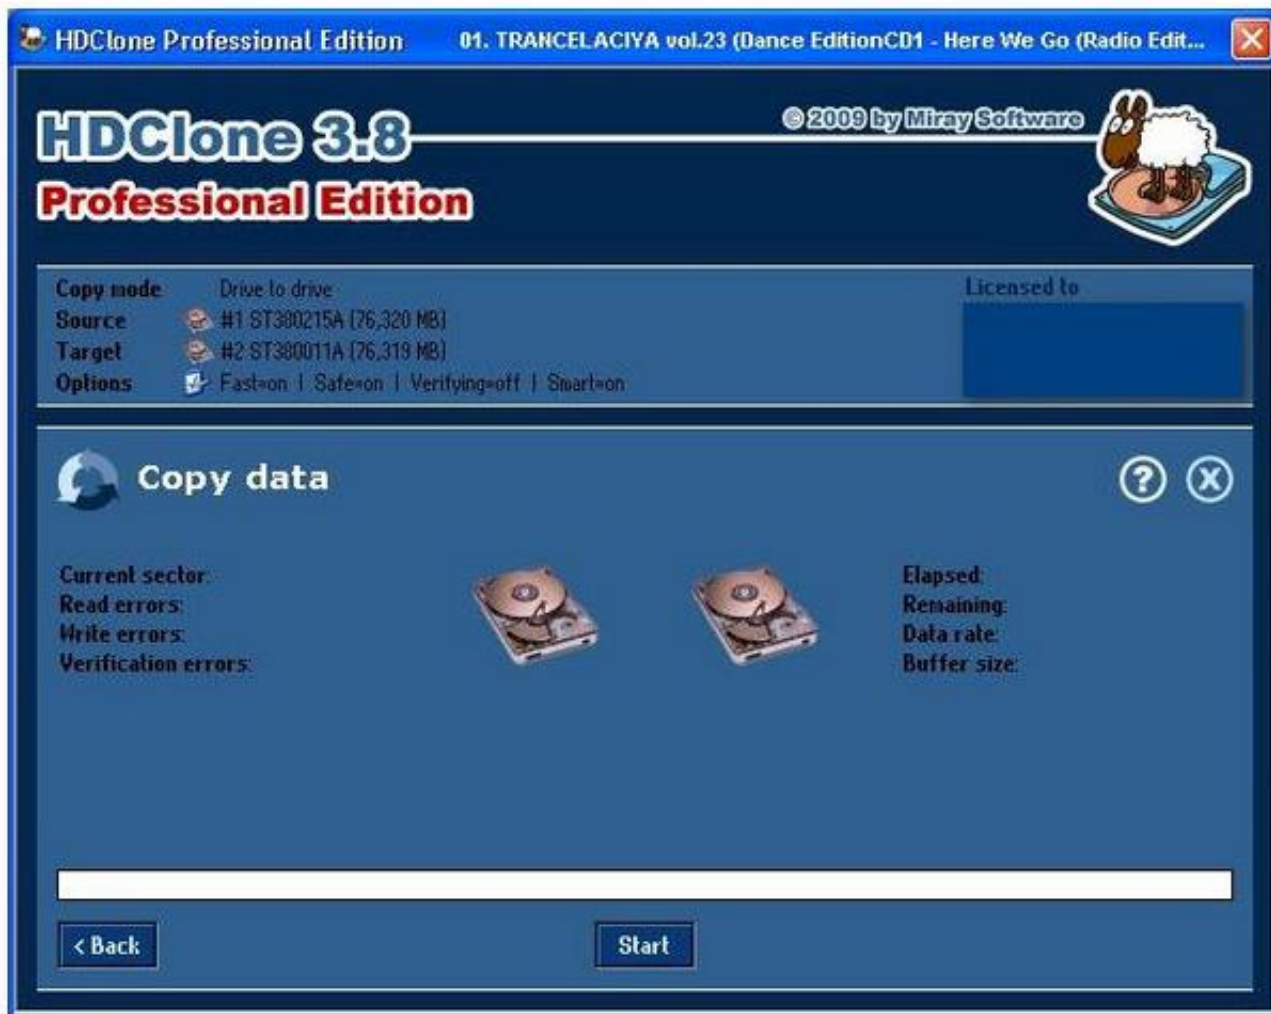 HDClone Professional Edition 01. TRANCELACIYA vol.23 (Dance EditionCD1 - Here We Go (Radio Edit...
HDClone 3.8
© 2009 by Miray Software
Professional Edition
Copy mode Drive to drive
Licensed to
Source #1 ST380215A (76,320 MB)
Target #2 ST380011A (76,319 MB)
Options Fast=on | Safe=on | Verifying=off | Smart=on
Copy data
? X
Current sector:
Read errors:
Write errors:
Verification errors:
Elapsed:
Remaining:
Data rate:
Buffer size:
< Back
Start